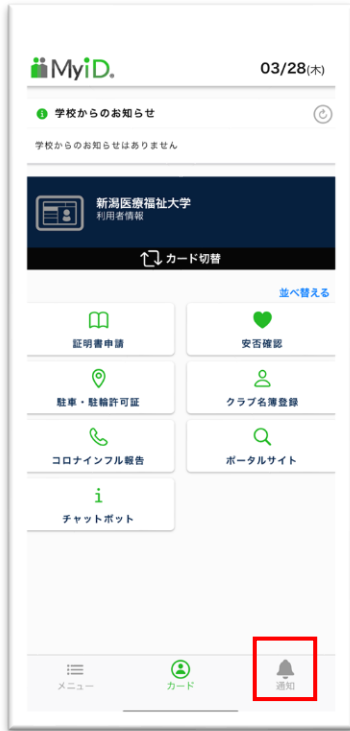 MyiD.
03/28(木)
学校からのお知らせ
学校からのお知らせはありません
新潟医療福祉大学
利用者情報
カード切替
並べ替える
証明書申請
安否確認
駐車・駐輪許可証
クラブ名簿登録
コロナインフル報告
ポータルサイト
チャットボット
メニュー
カード
通知